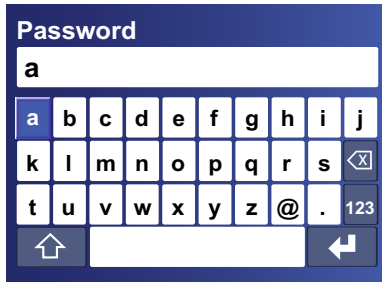 Password
a
a b c d e f g h i j
k l m n o p q r s
t u v w x y z @ . 123